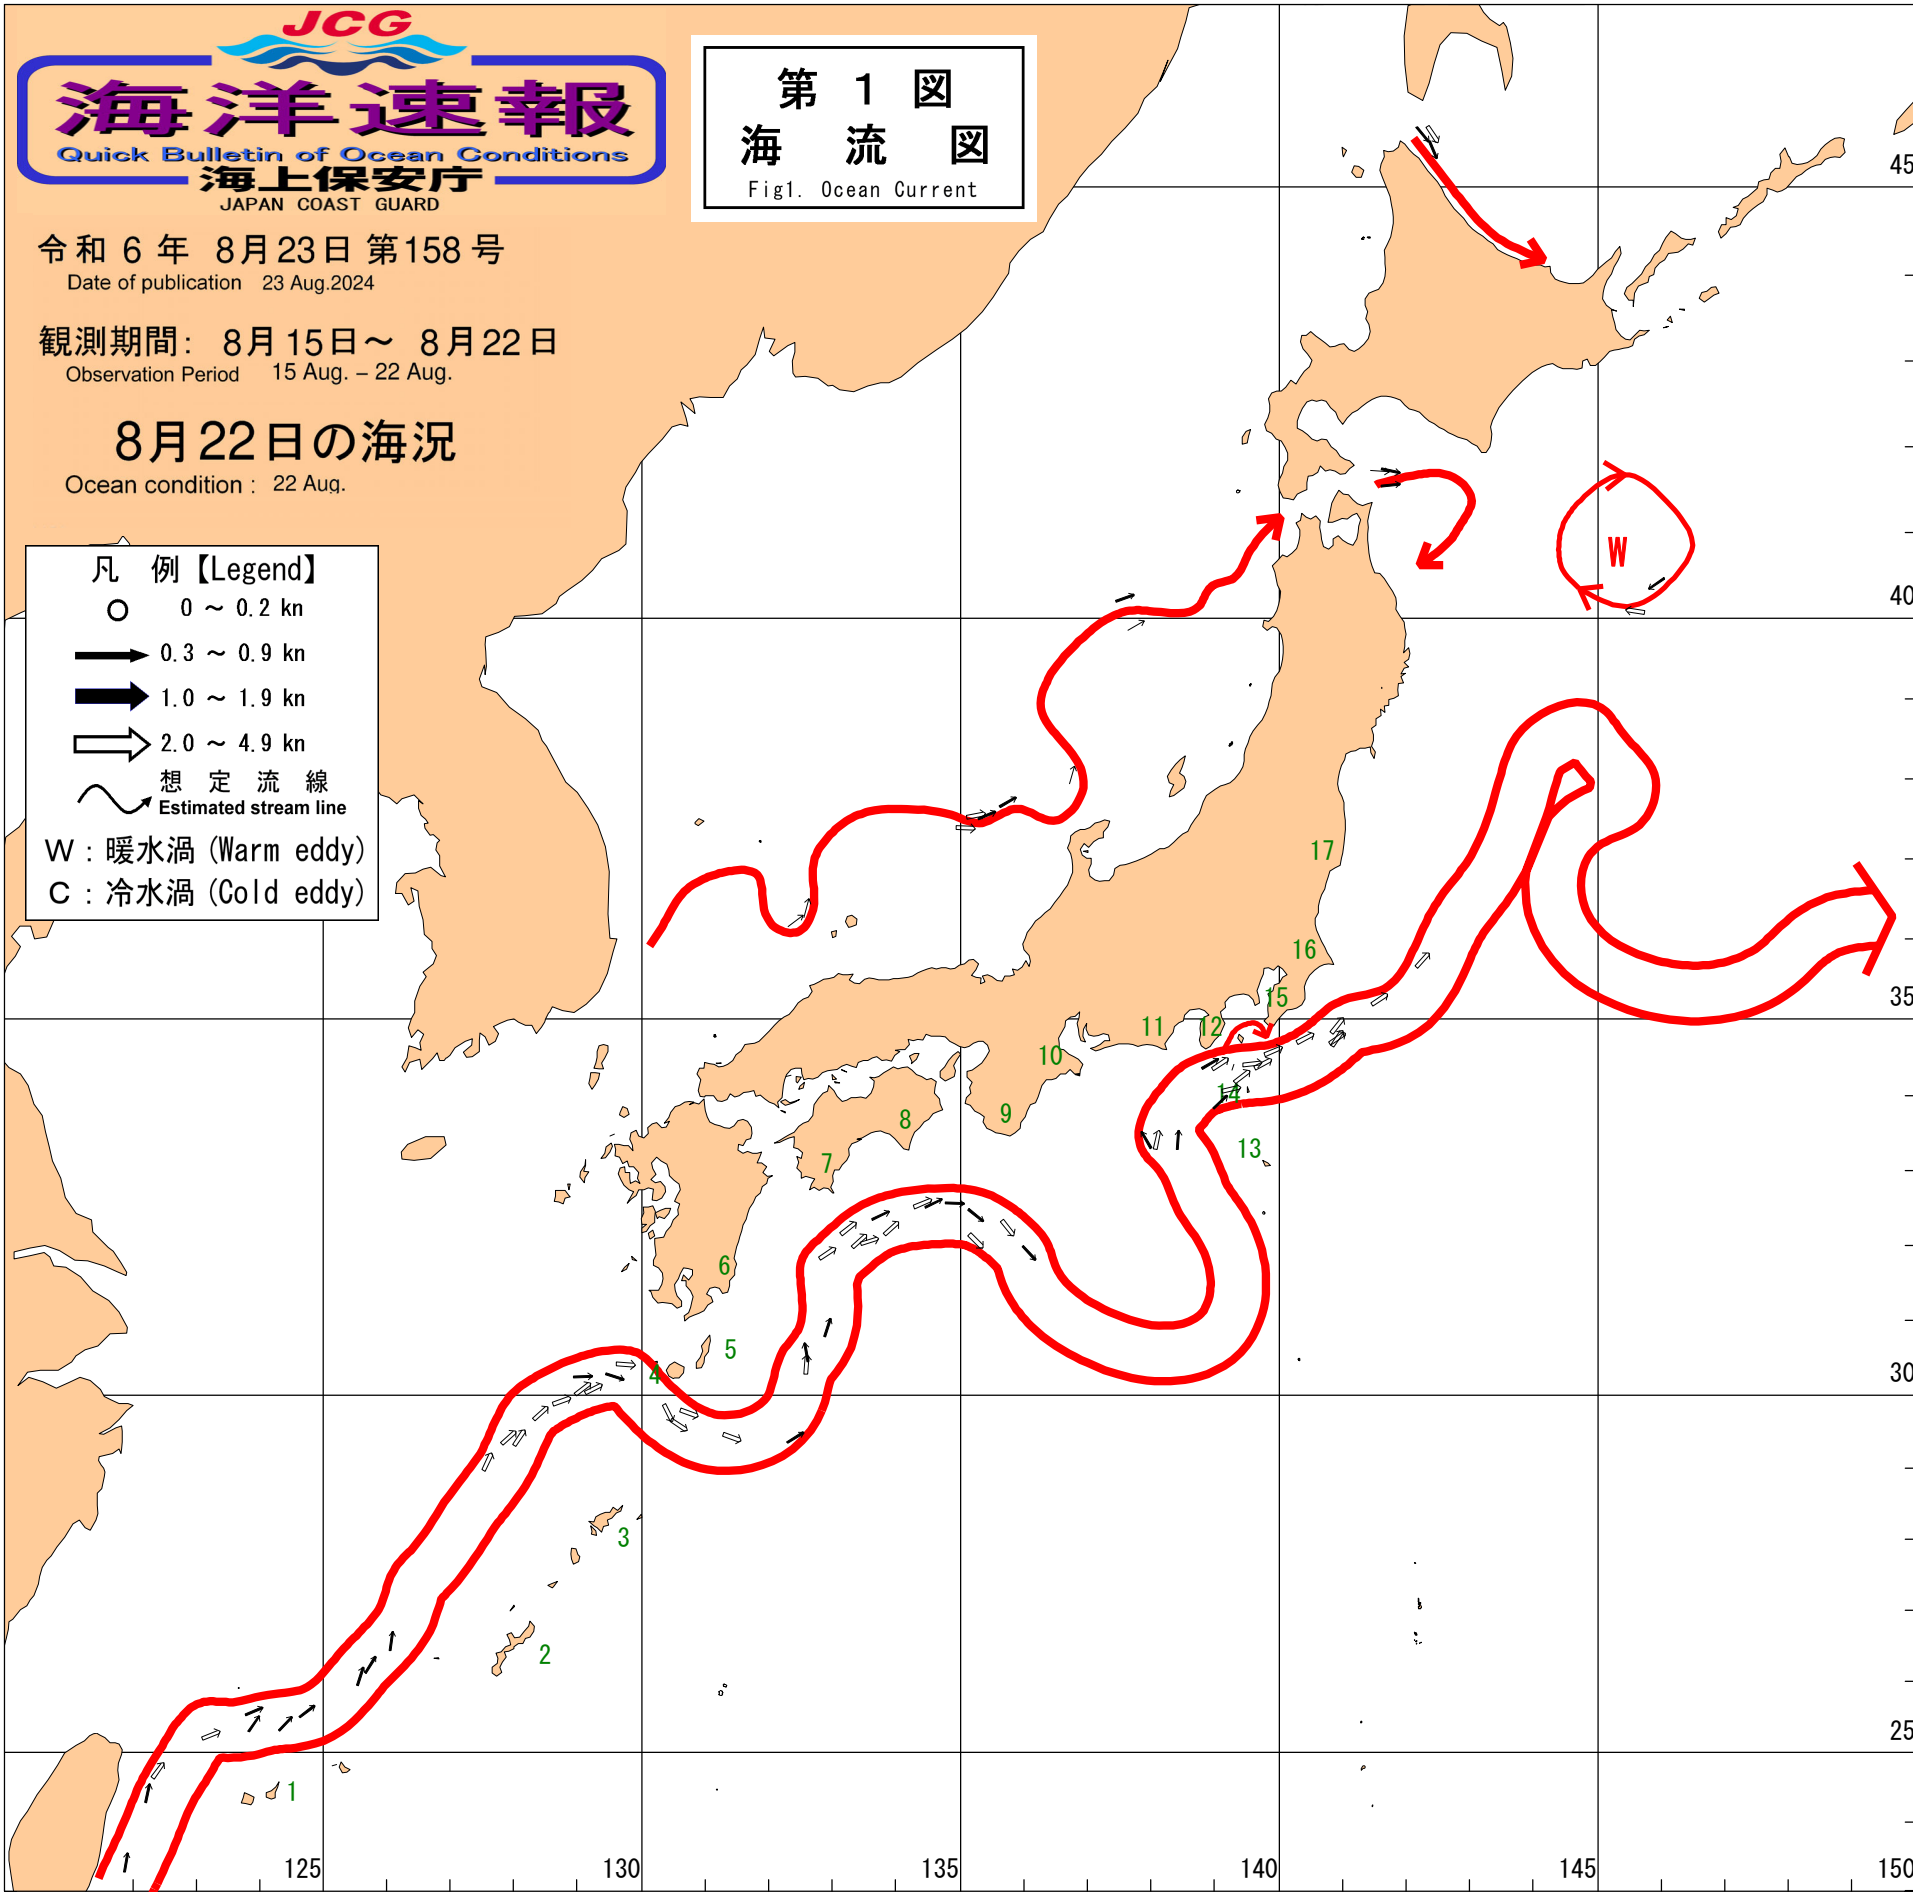 JCG
海洋速報
Quick Bulletin of Ocean Conditions
海上保安庁
JAPAN COAST GUARD
令和 6 年 8月23日 第158 号
Date of publication 23 Aug.2024
観測期間: 8月15日～ 8月22日
Observation Period 15 Aug. – 22 Aug.
8月22日の海況
Ocean condition : 22 Aug.
第 1 図
海 流 図
Fig1. Ocean Current
凡 例【Legend】
0 ～ 0.2 kn
0.3 ～ 0.9 kn
1.0 ～ 1.9 kn
2.0 ～ 4.9 kn
想 定 流 線
Estimated stream line
W : 暖水渦 (Warm eddy)
C : 冷水渦 (Cold eddy)
45
W
40
17
16
35
15
12
11
10
14
9
8
13
7
6
5
4
30
3
2
25
1
125
130
135
140
145
150